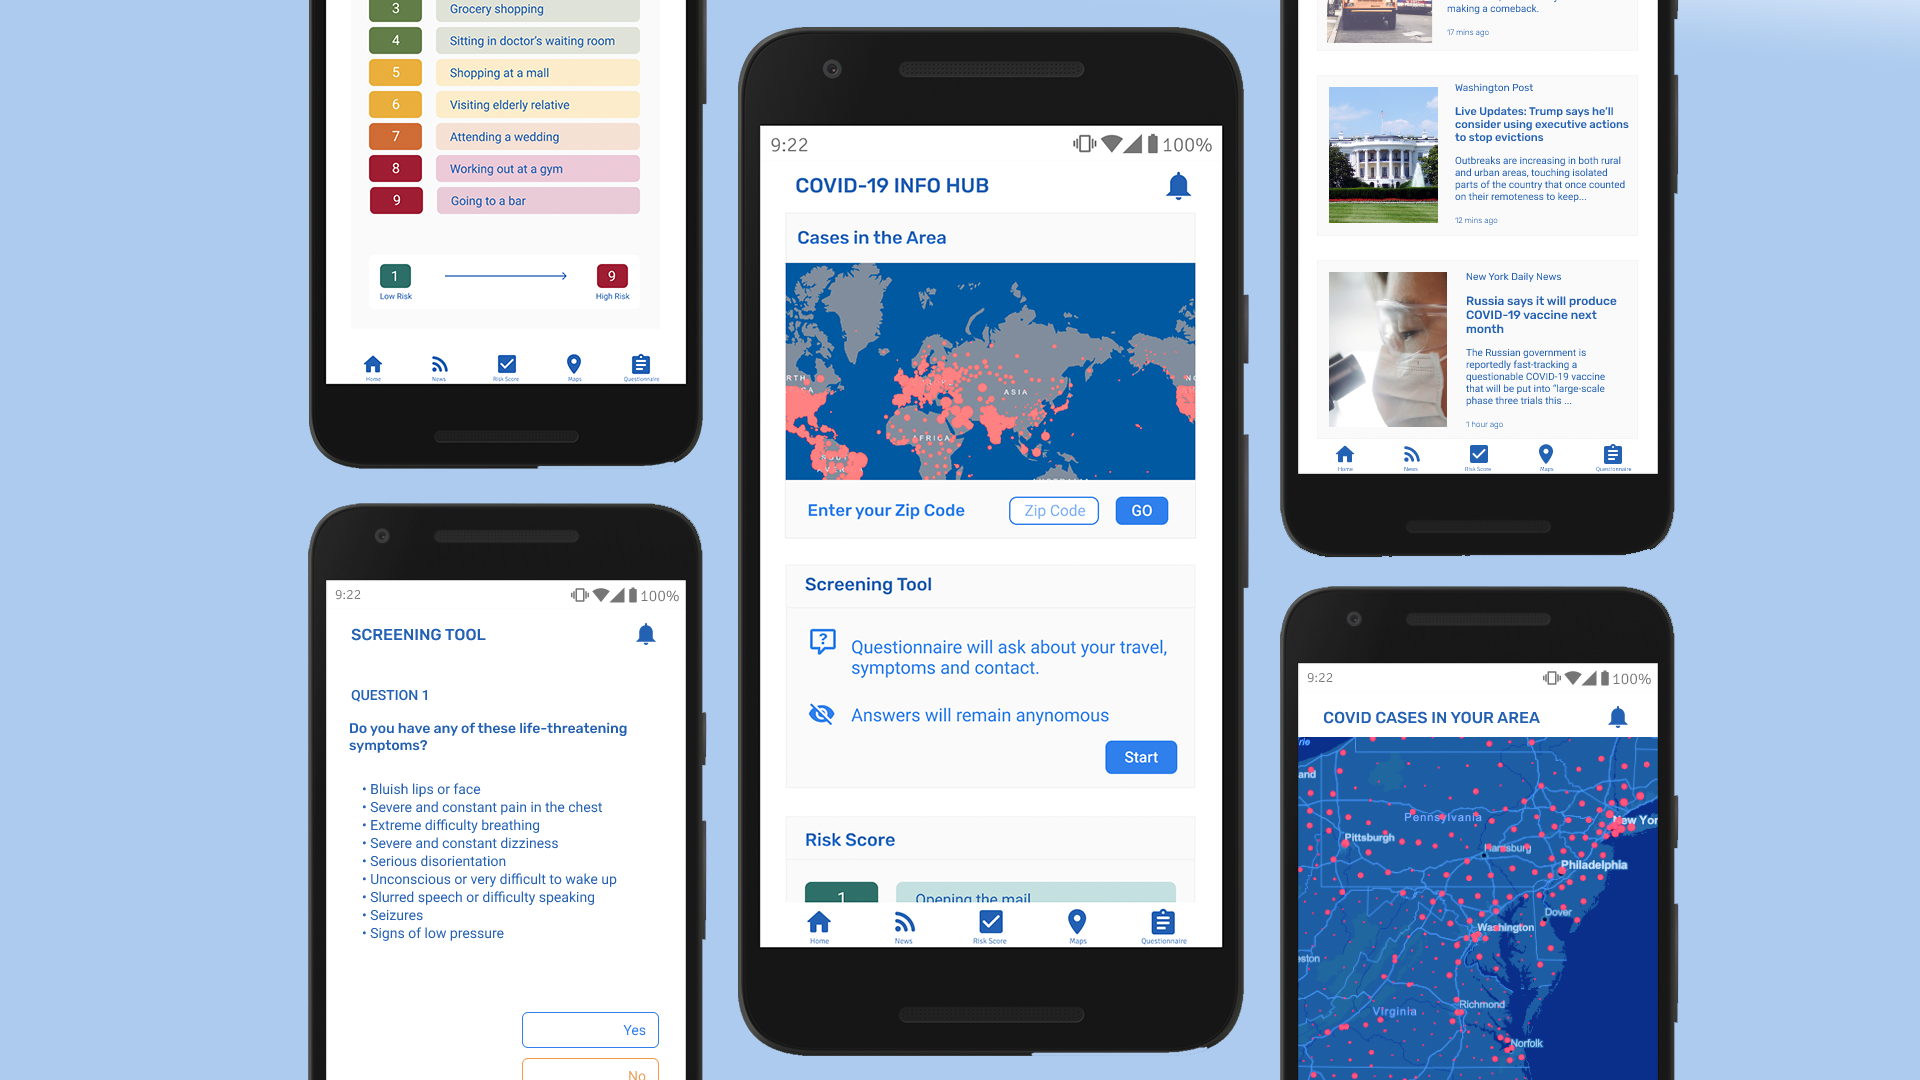 3 Grocery shopping
4 Sitting in doctor's waiting room
5 Shopping at a mall
6 Visiting elderly relative
7 Attending a wedding
8 Working out at a gym
9 Going to a bar
1 9
Low Risk High Risk
Home News Risk Score Maps Questionnaire
9:22 100%
SCREENING TOOL
QUESTION 1
Do you have any of these life-threatening
symptoms?
• Bluish lips or face
• Severe and constant pain in the chest
• Extreme difficulty breathing
• Severe and constant dizziness
• Serious disorientation
• Unconscious or very difficult to wake up
• Slurred speech or difficulty speaking
• Seizures
• Signs of low pressure
Yes
No
9:22 100%
COVID-19 INFO HUB
Cases in the Area
ASIA
AFRICA
Enter your Zip Code Zip Code GO
Screening Tool
?
Questionnaire will ask about your travel,
symptoms and contact.
Answers will remain anynomous
Start
Risk Score
1 Opening the mail
Home News Risk Score Maps Questionnaire
making a comeback.
17 mins ago
Washington Post
Live Updates: Trump says he'll
consider using executive actions
to stop evictions
Outbreaks are increasing in both rural
and urban areas, touching isolated
parts of the country that once counted
on their remoteness to keep...
12 mins ago
New York Daily News
Russia says it will produce
COVID-19 vaccine next
month
The Russian government is
reportedly fast-tracking a
questionable COVID-19 vaccine
that will be put into "large-scale
phase three trials this ...
1 hour ago
Home News Risk Score Maps Questionnaire
9:22 100%
COVID CASES IN YOUR AREA
rie
and
Pennsylvania
New Yor
Pittsburgh
Harrisburg
Philadelphia
Dover
Washington
eston
Richmond
Virginia
Norfolk